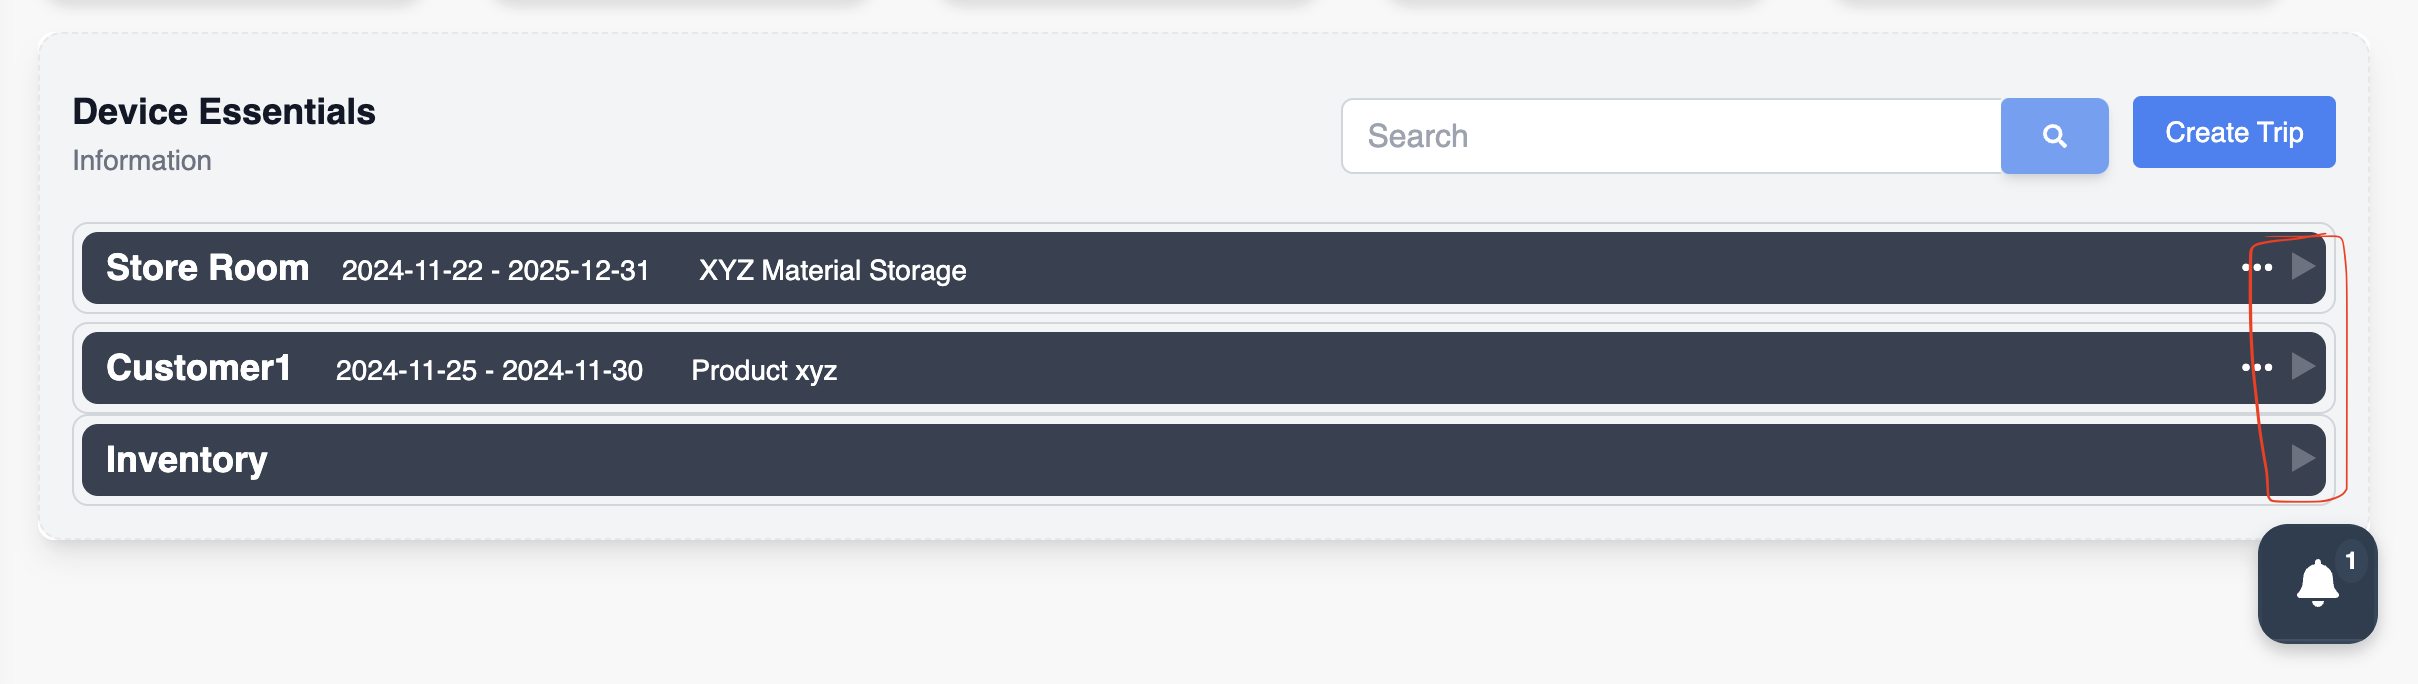 Device Essentials
Information
Search
Create Trip
Store Room 2024-11-22 - 2025-12-31 XYZ Material Storage
Customer1 2024-11-25 - 2024-11-30 Product xyz
Inventory
1